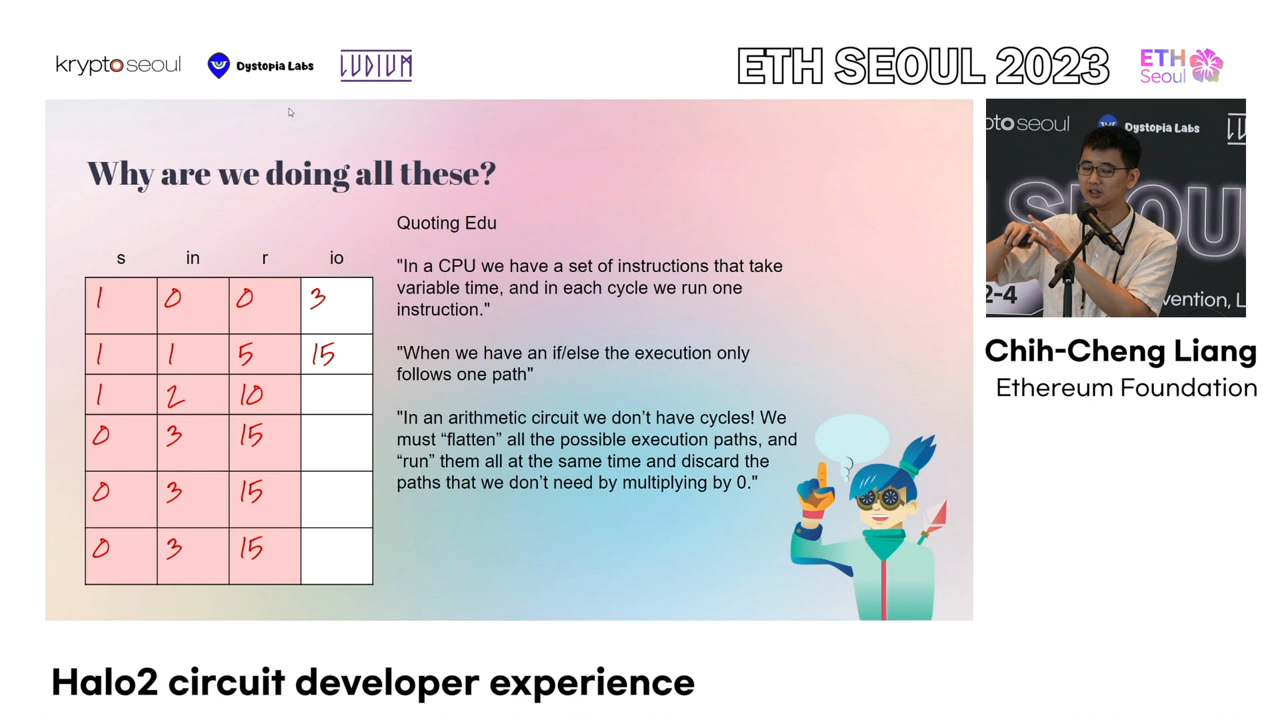 kryptoseoul
Dystopia Labs
LUDIUM
ETH SEOUL 2023
ETH
Seoul
Why are we doing all these?
s in r io
1 0 0 3
1 1 5 15
1 2 10
0 3 15
0 3 15
0 3 15
Quoting Edu
"In a CPU we have a set of instructions that take
variable time, and in each cycle we run one
instruction."
"When we have an if/else the execution only
follows one path"
"In an arithmetic circuit we don’t have cycles! We
must “flatten” all the possible execution paths, and
“run” them all at the same time and discard the
paths that we don’t need by multiplying by 0."
ptoseoul
Dystopia Labs
SEOU
2-4
vention, L
Chih-Cheng Liang
Ethereum Foundation
Halo2 circuit developer experience